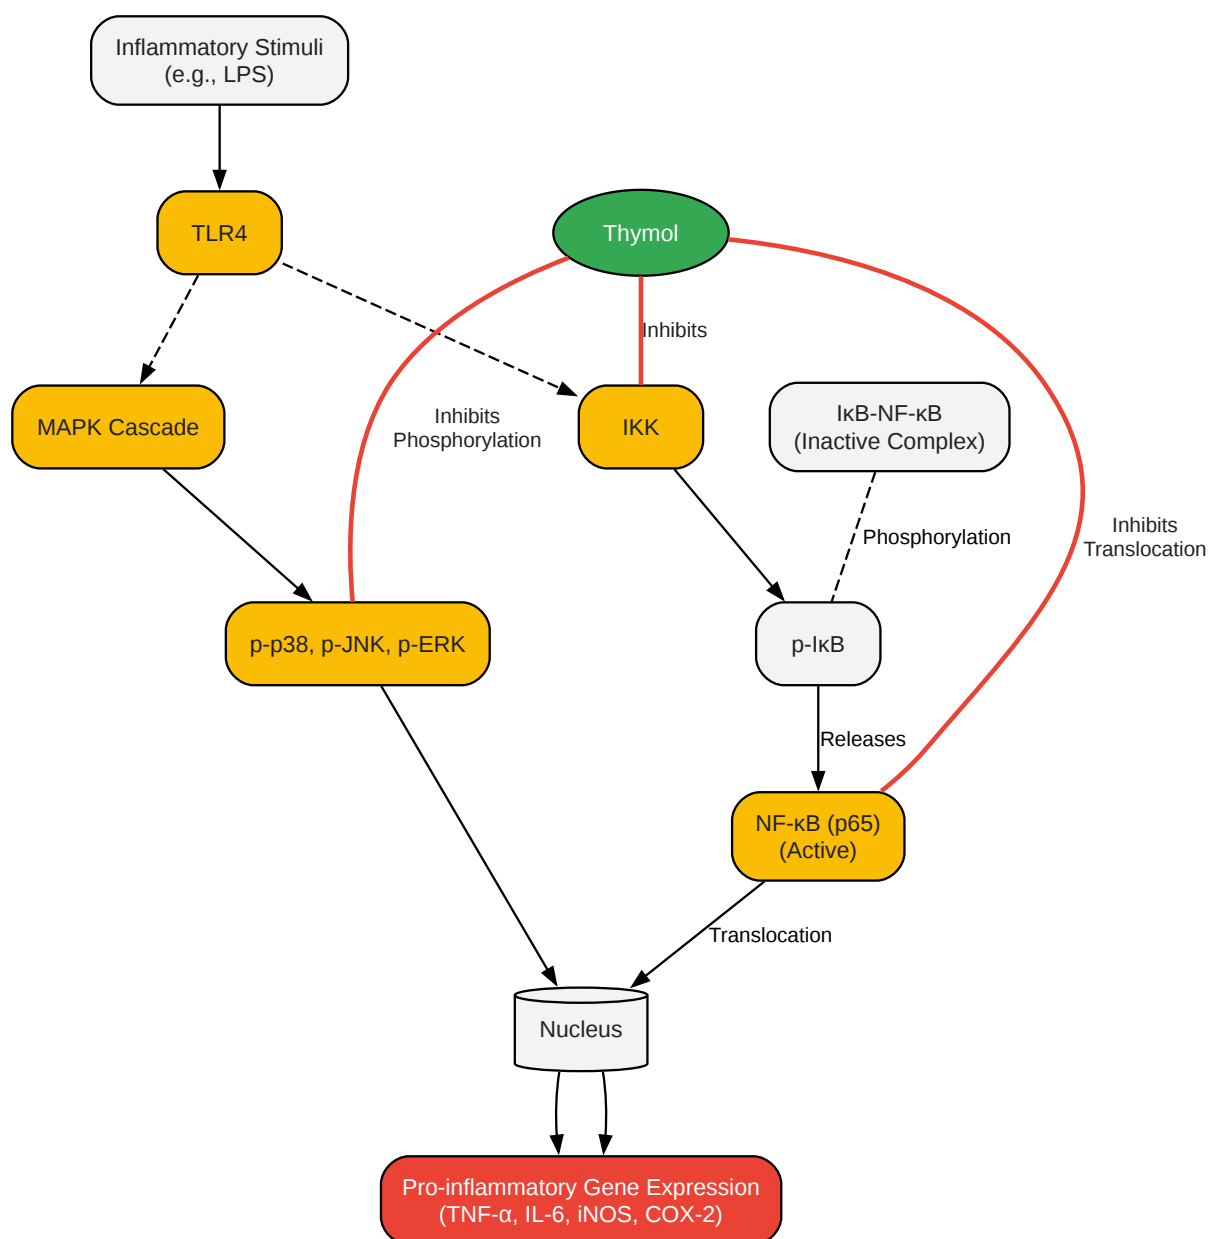 Inflammatory Stimuli
(e.g., LPS)
TLR4
Thymol
Inhibits
MAPK Cascade
Inhibits
Phosphorylation
IKK
IκB-NF-κB
(Inactive Complex)
Phosphorylation
Inhibits
Translocation
p-p38, p-JNK, p-ERK
p-IκB
Releases
NF-κB (p65)
(Active)
Translocation
Nucleus
Pro-inflammatory Gene Expression
(TNF-α, IL-6, iNOS, COX-2)